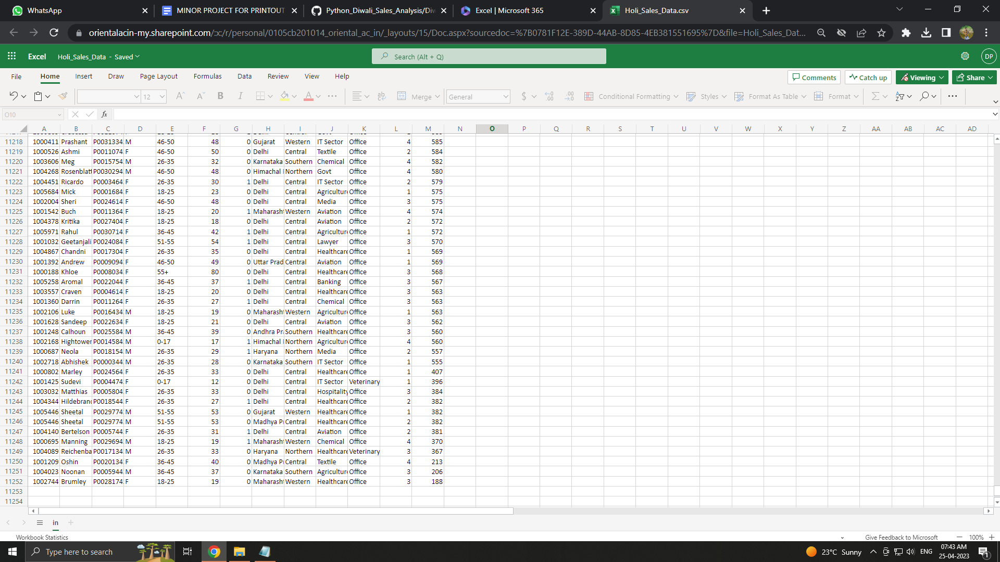 WhatsApp
MINOR PROJECT FOR PRINTOUT
Python_Diwali_Sales_Analysis/Diw
Excel | Microsoft 365
Holi_Sales_Data.csv
orientalacin-my.sharepoint.com/:x:/r/personal/0105cb201014_oriental_ac_in/_layouts/15/Doc.aspx?sourcedoc=%7B0781F12E-389D-44AB-8D85-4EB381551695%7D&file=Holi_Sales_Dat...
Excel Holi_Sales_Data - Saved
Search (Alt + Q)
DP
File Home Insert Draw Page Layout Formulas Data Review View Help
Comments Catch up Viewing Share
12 A A B I A Merge General $ .00 Conditional Formatting Styles Format As Table Format
O10 fx
A B C D E F G H I J K L M N O P Q R S T U V W X Y Z AA AB AC AD
11218 1000411 Prashant P0031334 M 46-50 48 0 Gujarat Western IT Sector Office 4 585
11219 1000526 Ashmi P0011074 F 46-50 50 0 Delhi Central Textile Office 2 584
11220 1003606 Meg P0015754 M 26-35 32 0 Karnataka Southern Chemical Office 4 582
11221 1004268 Rosenblatt P0030294 M 46-50 48 0 Himachal Northern Govt Office 4 580
11222 1004451 Ricardo P0003464 F 26-35 30 1 Delhi Central IT Sector Office 2 579
11223 1005684 Mick P0001684 F 18-25 23 0 Delhi Central Agricultur Office 1 575
11224 1002004 Sheri P0024614 F 46-50 48 0 Delhi Central Media Office 3 575
11225 1001542 Buch P0011364 F 18-25 20 1 Maharash Western Aviation Office 4 574
11226 1004378 Kritika P0027404 F 18-25 18 0 Delhi Central Aviation Office 2 572
11227 1005971 Rahul P0030714 F 36-45 42 1 Delhi Central Agricultur Office 1 572
11228 1001032 Geetanjali P0024084 F 51-55 54 1 Delhi Central Lawyer Office 3 570
11229 1004867 Chandni P0017304 F 26-35 35 0 Delhi Central Healthcare Office 1 569
11230 1001392 Andrew P0009094 F 46-50 49 0 Uttar Prad Central Aviation Office 1 569
11231 1000188 Khloe P0008034 F 55+ 80 0 Delhi Central Healthcare Office 3 568
11232 1005258 Aromal P0022044 F 36-45 37 1 Delhi Central Banking Office 3 567
11233 1003557 Craven P0004614 F 18-25 20 0 Delhi Central Healthcare Office 3 563
11234 1001360 Darrin P0011264 F 26-35 27 1 Delhi Central Chemical Office 3 563
11235 1002106 Luke P0016434 M 18-25 19 0 Maharash Western Agricultur Office 1 563
11236 1001628 Sandeep P0022634 F 18-25 21 0 Delhi Central Aviation Office 3 562
11237 1001248 Calhoun P0025584 M 36-45 39 0 Andhra Pr Southern Healthcare Office 3 560
11238 1002168 Hightower P0014584 M 0-17 17 1 Himachal Northern Agricultur Office 4 560
11239 1000687 Neola P0018154 M 26-35 29 1 Haryana Northern Media Office 2 557
11240 1002718 Abhishek P0000344 M 26-35 28 0 Karnataka Southern IT Sector Office 1 555
11241 1000802 Marley P0024564 F 26-35 33 0 Delhi Central Healthcare Office 1 407
11242 1001425 Sudevi P0004474 F 0-17 12 0 Delhi Central IT Sector Veterinary 1 396
11243 1003032 Matthias P0005804 F 26-35 33 0 Delhi Central Hospitality Office 3 384
11244 1004344 Hildebrand P0018544 F 26-35 27 1 Delhi Central Healthcare Office 2 382
11245 1005446 Sheetal P0029774 M 51-55 53 0 Gujarat Western Healthcare Office 1 382
11246 1005446 Sheetal P0029774 M 51-55 53 0 Madhya P Central Healthcare Office 2 382
11247 1004140 Bertelson P0005744 F 26-35 31 1 Delhi Central Aviation Office 2 381
11248 1000695 Manning P0029694 M 18-25 19 1 Maharash Western Chemical Office 4 370
11249 1004089 Reichenba P0017134 M 26-35 33 0 Haryana Northern Healthcare Veterinary 3 367
11250 1001209 Oshin P0020134 F 36-45 40 0 Madhya P Central Textile Office 4 213
11251 1004023 Noonan P0005944 M 36-45 37 0 Karnataka Southern Agricultur Office 3 206
11252 1002744 Brumley P0028174 F 18-25 19 0 Maharash Western Healthcare Office 3 188
11253
11254
in
Workbook Statistics
Give Feedback to Microsoft 100%
Type here to search
23°C Sunny ENG 07:43 AM
25-04-2023
1